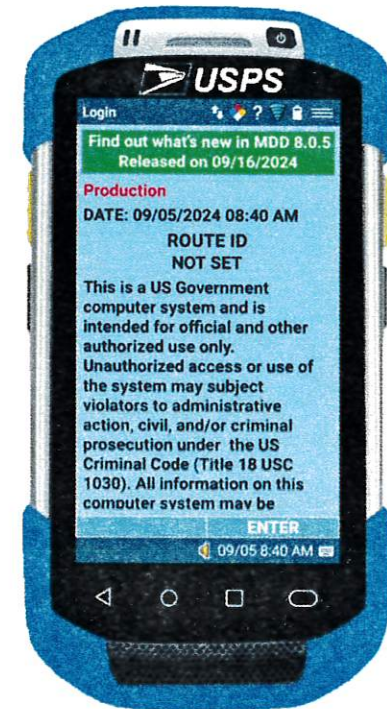 USPS
Login
?
Find out what's new in MDD 8.0.5
Released on 09/16/2024
Production
DATE: 09/05/2024 08:40 AM
ROUTE ID
NOT SET
This is a US Government
computer system and is
intended for official and other
authorized use only.
Unauthorized access or use of
the system may subject
violators to administrative
action, civil, and/or criminal
prosecution under the US
Criminal Code (Title 18 USC
1030). All information on this
computer system may be
ENTER
09/05 8:40 AM